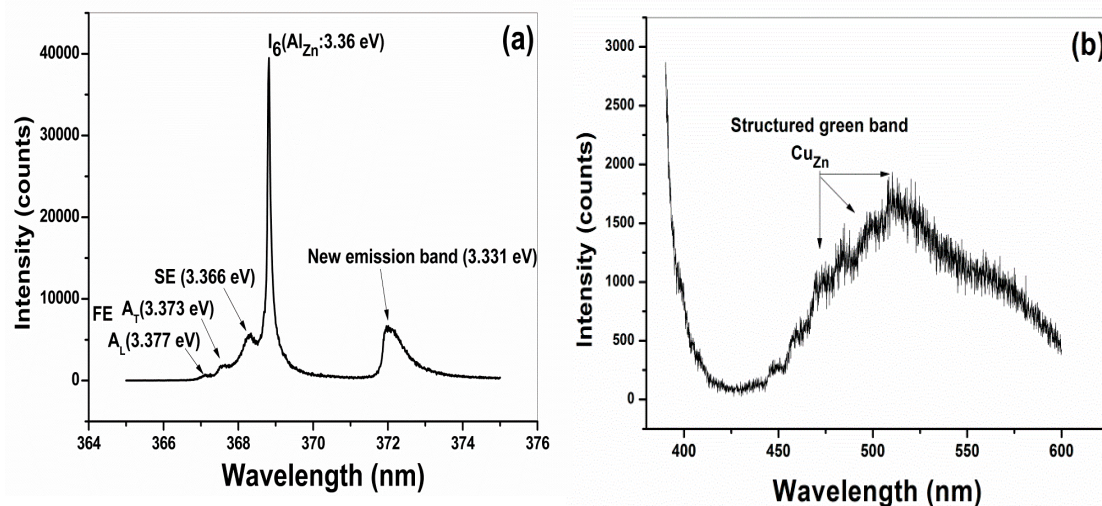 (a)
I6(AlZn:3.36 eV)
40000
30000
20000
10000
0
Intensity (counts)
New emission band (3.331 eV)
SE (3.366 eV)
FE AT(3.373 eV)
AL(3.377 eV)
364 366 368 370 372 374 376
Wavelength (nm)
(b)
3000
2500
2000
1500
1000
500
0
Intensity (counts)
Structured green band
CuZn
400 450 500 550 600
Wavelength (nm)